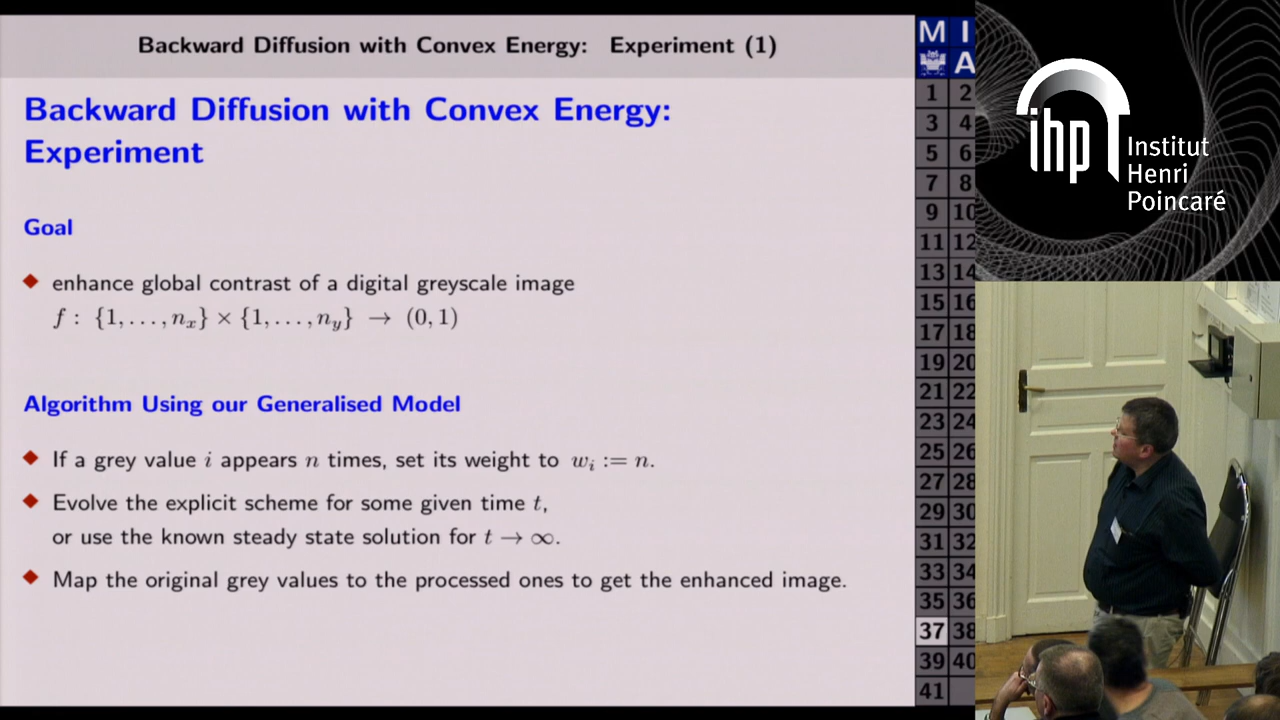 Backward Diffusion with Convex Energy: Experiment (1)
Backward Diffusion with Convex Energy:
Experiment
Goal
enhance global contrast of a digital greyscale image
f : {1, . . . , nₓ} × {1, . . . , n_y} → (0, 1)
Algorithm Using our Generalised Model
If a grey value i appears n times, set its weight to wᵢ := n.
Evolve the explicit scheme for some given time t,
or use the known steady state solution for t → ∞.
Map the original grey values to the processed ones to get the enhanced image.
M I
A
1 2
3 4
5 6
7 8
9 10
11 12
13 14
15 16
17 18
19 20
21 22
23 24
25 26
27 28
29 30
31 32
33 34
35 36
37 38
39 40
41
ihp
Institut
Henri
Poincaré